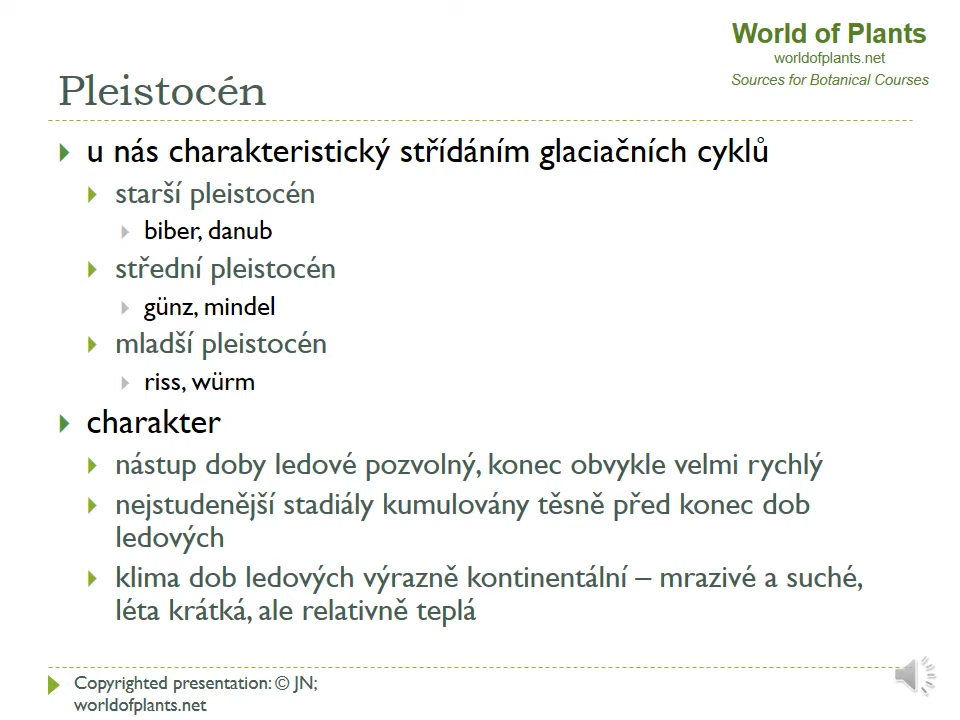 World of Plants
worldofplants.net
Sources for Botanical Courses
Pleistocén
u nás charakteristický střídáním glaciačních cyklů
starší pleistocén
biber, danub
střední pleistocén
günz, mindel
mladší pleistocén
riss, würm
charakter
nástup doby ledové pozvolný, konec obvykle velmi rychlý
nejstudenější stadiály kumulovány těsně před konec dob
ledových
klima dob ledových výrazně kontinentální – mrazivé a suché,
léta krátká, ale relativně teplá
Copyrighted presentation: © JN;
worldofplants.net